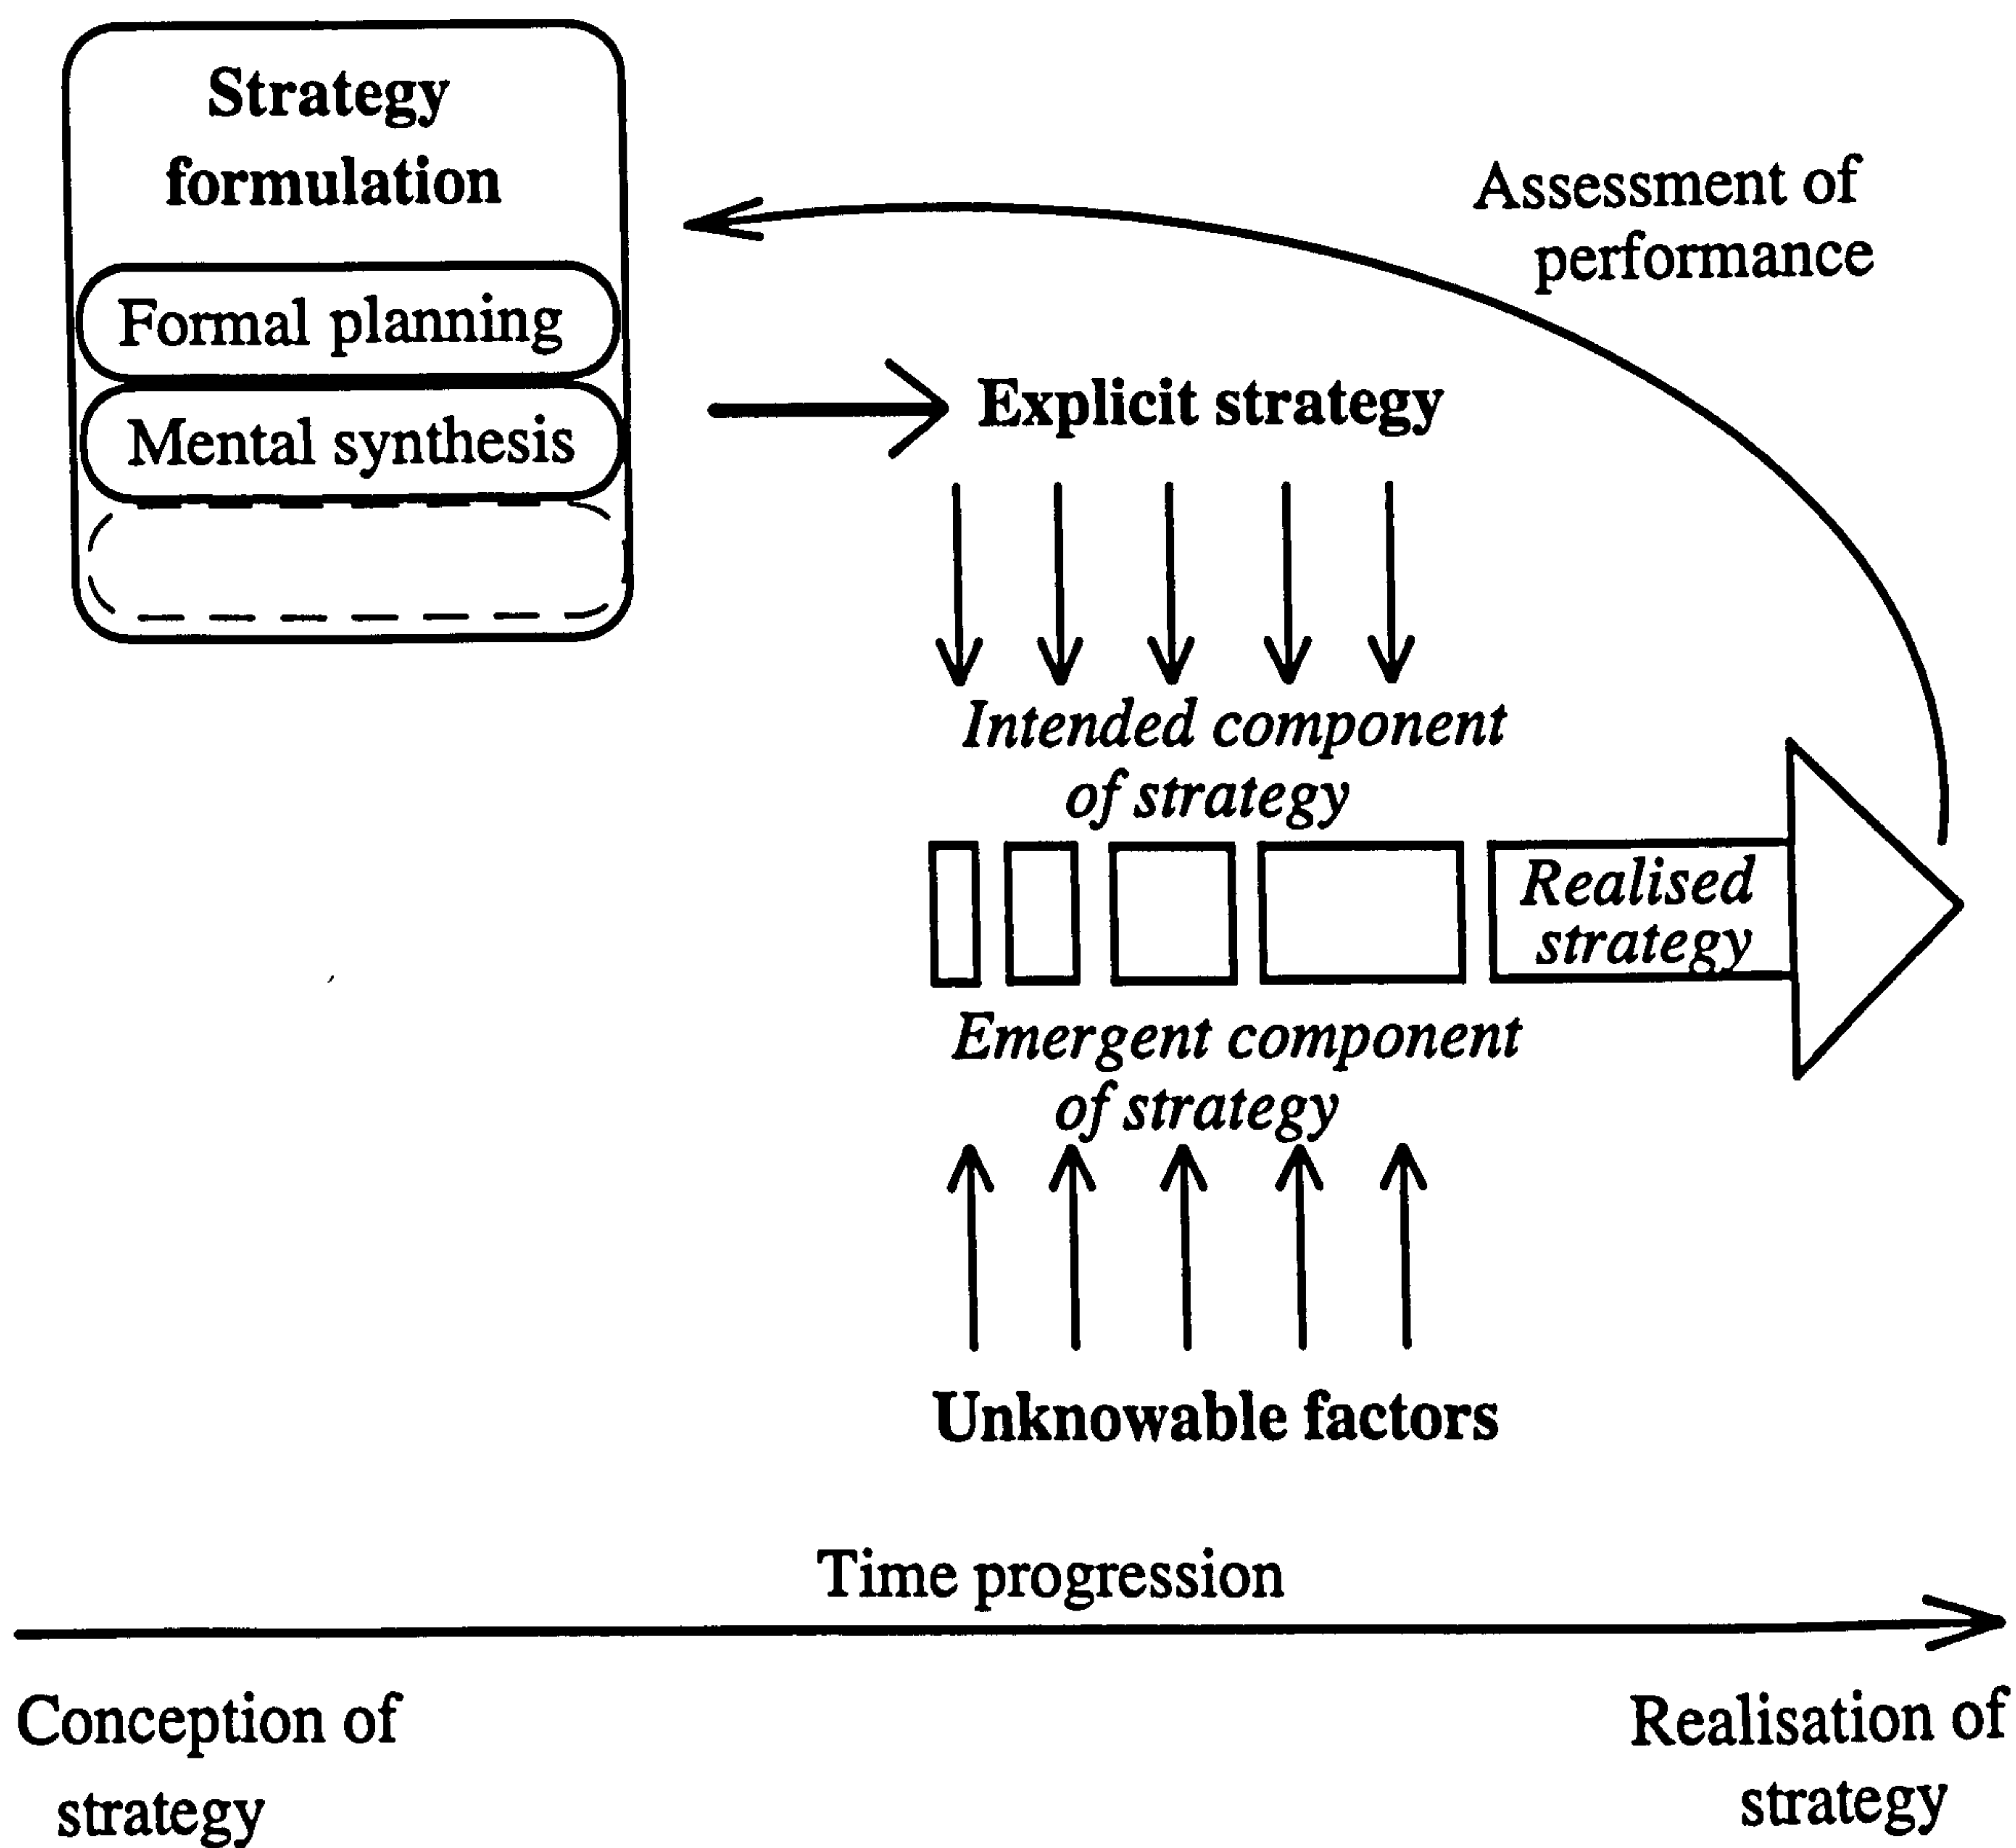 Strategy
formulation
Formal planning
Mental synthesis
Assessment of
performance
Explicit strategy
Intended component
of strategy
Realised
strategy
Emergent component
of strategy
Unknowable factors
Time progression
Conception of
strategy
Realisation of
strategy